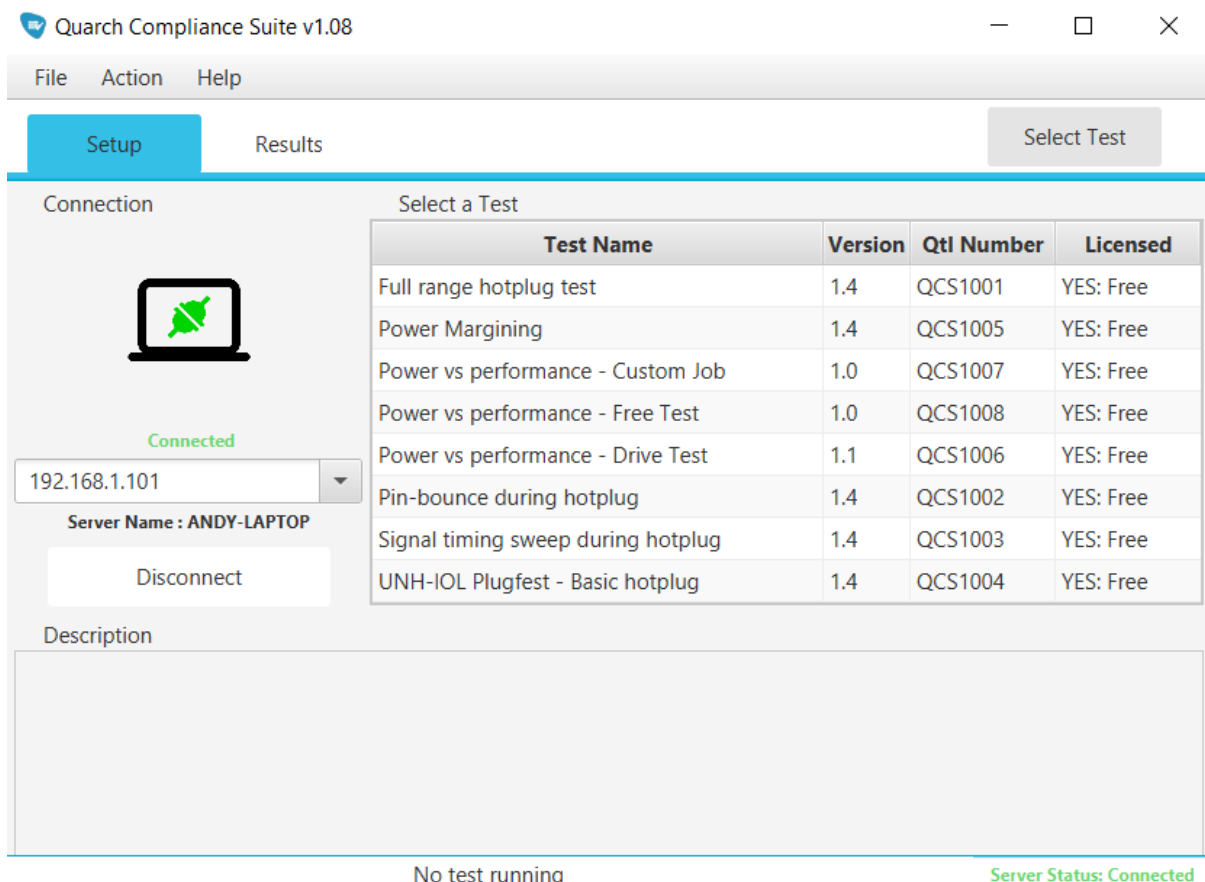 Quarch Compliance Suite v1.08
File Action Help
Setup Results Select Test
Connection
Connected
192.168.1.101
Server Name : ANDY-LAPTOP
Disconnect
Select a Test
Test Name Version Qtl Number Licensed
Full range hotplug test 1.4 QCS1001 YES: Free
Power Margining 1.4 QCS1005 YES: Free
Power vs performance - Custom Job 1.0 QCS1007 YES: Free
Power vs performance - Free Test 1.0 QCS1008 YES: Free
Power vs performance - Drive Test 1.1 QCS1006 YES: Free
Pin-bounce during hotplug 1.4 QCS1002 YES: Free
Signal timing sweep during hotplug 1.4 QCS1003 YES: Free
UNH-IOL Plugfest - Basic hotplug 1.4 QCS1004 YES: Free
Description
No test running Server Status: Connected